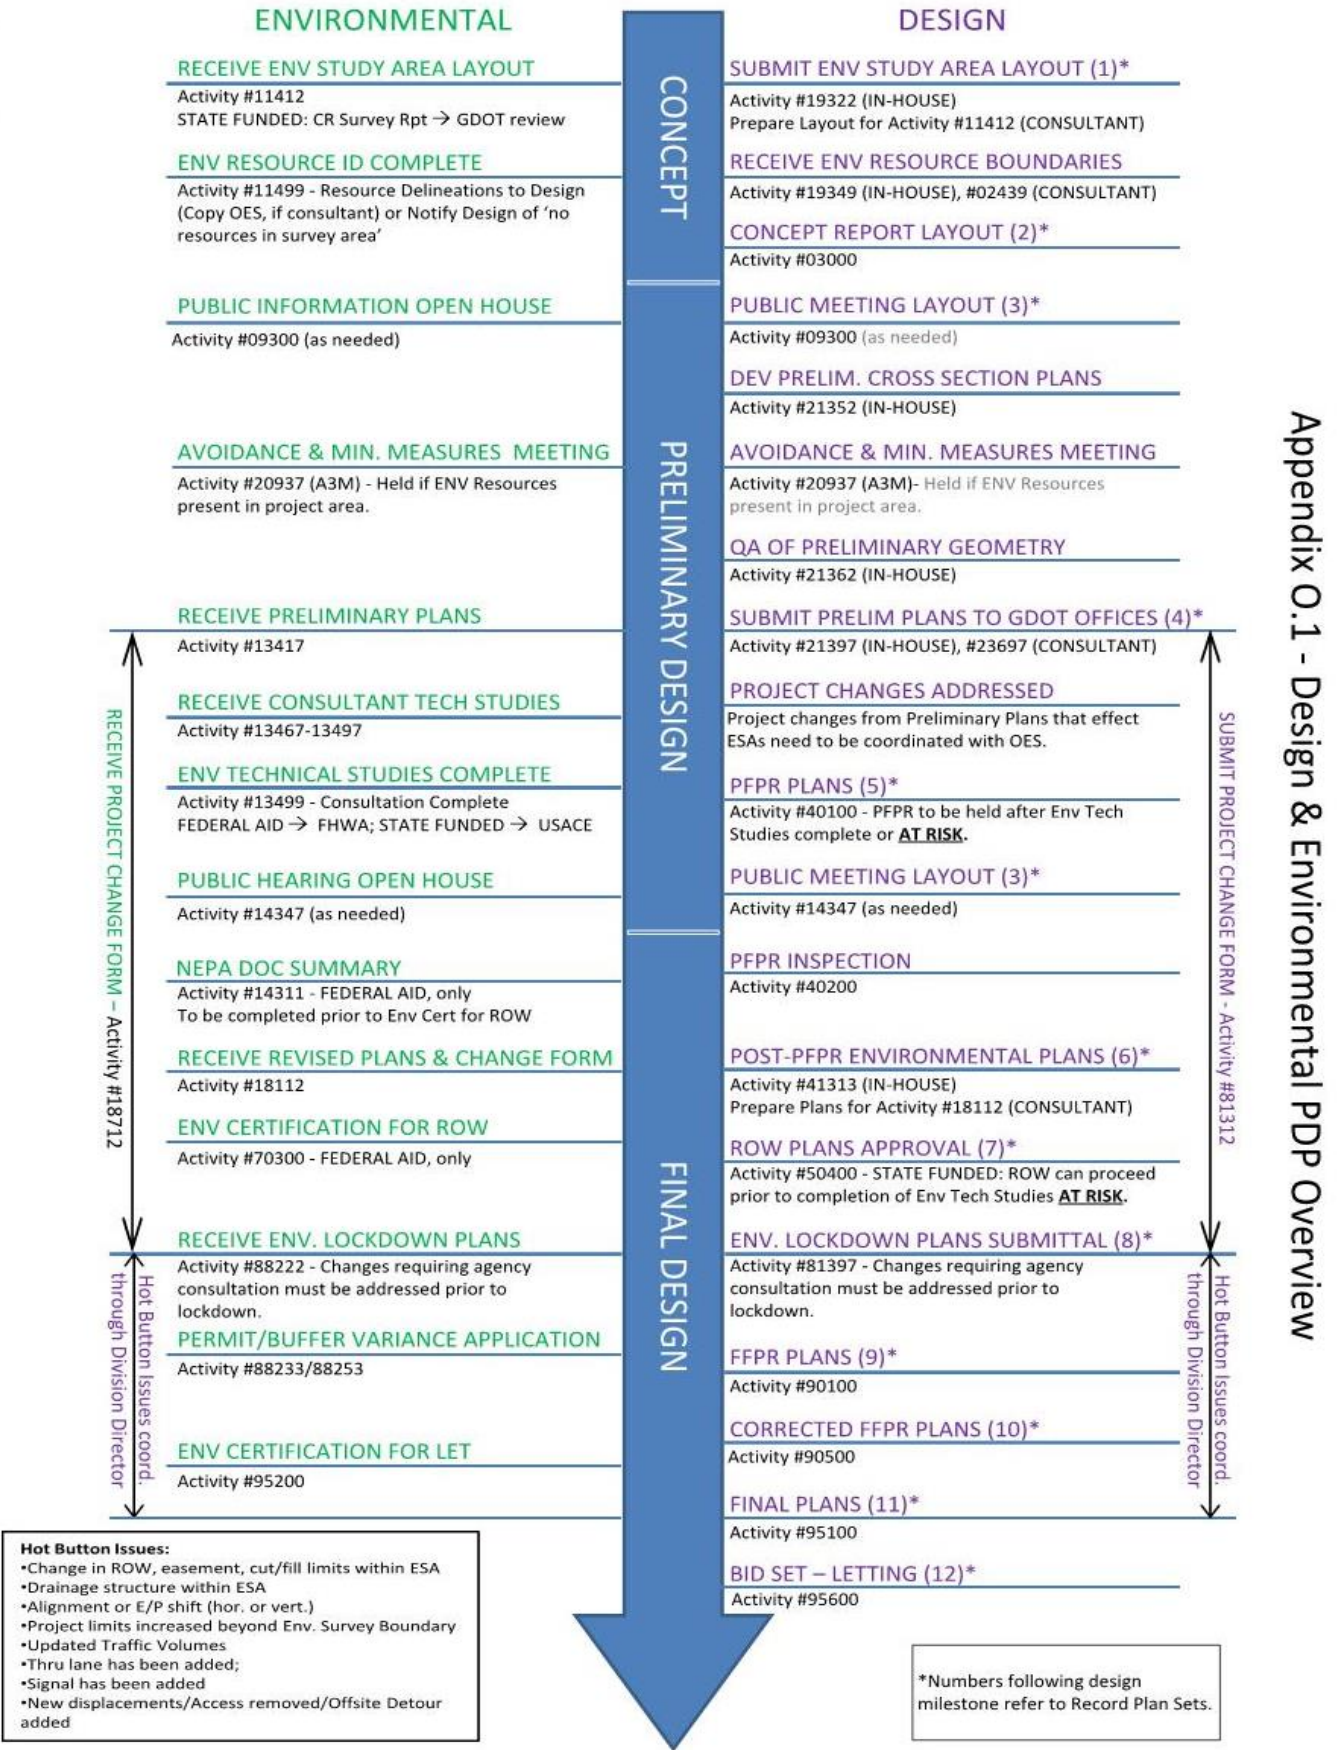 ENVIRONMENTAL
RECEIVE ENV STUDY AREA LAYOUT
Activity #11412
STATE FUNDED: CR Survey Rpt → GDOT review
ENV RESOURCE ID COMPLETE
Activity #11499 - Resource Delineations to Design
(Copy OES, if consultant) or Notify Design of ‘no
resources in survey area’
PUBLIC INFORMATION OPEN HOUSE
Activity #09300 (as needed)
AVOIDANCE & MIN. MEASURES MEETING
Activity #20937 (A3M) - Held if ENV Resources
present in project area.
RECEIVE PRELIMINARY PLANS
Activity #13417
RECEIVE CONSULTANT TECH STUDIES
Activity #13467-13497
ENV TECHNICAL STUDIES COMPLETE
Activity #13499 - Consultation Complete
FEDERAL AID → FHWA; STATE FUNDED → USACE
PUBLIC HEARING OPEN HOUSE
Activity #14347 (as needed)
NEPA DOC SUMMARY
Activity #14311 - FEDERAL AID, only
To be completed prior to Env Cert for ROW
RECEIVE REVISED PLANS & CHANGE FORM
Activity #18112
ENV CERTIFICATION FOR ROW
Activity #70300 - FEDERAL AID, only
RECEIVE ENV. LOCKDOWN PLANS
Activity #88222 - Changes requiring agency
consultation must be addressed prior to
lockdown.
PERMIT/BUFFER VARIANCE APPLICATION
Activity #88233/88253
ENV CERTIFICATION FOR LET
Activity #95200
RECEIVE PROJECT CHANGE FORM – Activity #18712
Hot Button Issues coord.
through Division Director
CONCEPT
PRELIMINARY DESIGN
FINAL DESIGN
DESIGN
SUBMIT ENV STUDY AREA LAYOUT (1)*
Activity #19322 (IN-HOUSE)
Prepare Layout for Activity #11412 (CONSULTANT)
RECEIVE ENV RESOURCE BOUNDARIES
Activity #19349 (IN-HOUSE), #02439 (CONSULTANT)
CONCEPT REPORT LAYOUT (2)*
Activity #03000
PUBLIC MEETING LAYOUT (3)*
Activity #09300 (as needed)
DEV PRELIM. CROSS SECTION PLANS
Activity #21352 (IN-HOUSE)
AVOIDANCE & MIN. MEASURES MEETING
Activity #20937 (A3M)- Held if ENV Resources
present in project area.
QA OF PRELIMINARY GEOMETRY
Activity #21362 (IN-HOUSE)
SUBMIT PRELIM PLANS TO GDOT OFFICES (4)*
Activity #21397 (IN-HOUSE), #23697 (CONSULTANT)
PROJECT CHANGES ADDRESSED
Project changes from Preliminary Plans that effect
ESAs need to be coordinated with OES.
PFPR PLANS (5)*
Activity #40100 - PFPR to be held after Env Tech
Studies complete or AT RISK.
PUBLIC MEETING LAYOUT (3)*
Activity #14347 (as needed)
PFPR INSPECTION
Activity #40200
POST-PFPR ENVIRONMENTAL PLANS (6)*
Activity #41313 (IN-HOUSE)
Prepare Plans for Activity #18112 (CONSULTANT)
ROW PLANS APPROVAL (7)*
Activity #50400 - STATE FUNDED: ROW can proceed
prior to completion of Env Tech Studies AT RISK.
ENV. LOCKDOWN PLANS SUBMITTAL (8)*
Activity #81397 - Changes requiring agency
consultation must be addressed prior to
lockdown.
FFPR PLANS (9)*
Activity #90100
CORRECTED FFPR PLANS (10)*
Activity #90500
FINAL PLANS (11)*
Activity #95100
BID SET – LETTING (12)*
Activity #95600
SUBMIT PROJECT CHANGE FORM - Activity #81312
Hot Button Issues coord.
through Division Director
Appendix O.1 - Design & Environmental PDP Overview
Hot Button Issues:
•Change in ROW, easement, cut/fill limits within ESA
•Drainage structure within ESA
•Alignment or E/P shift (hor. or vert.)
•Project limits increased beyond Env. Survey Boundary
•Updated Traffic Volumes
•Thru lane has been added;
•Signal has been added
•New displacements/Access removed/Offsite Detour
added
*Numbers following design
milestone refer to Record Plan Sets.